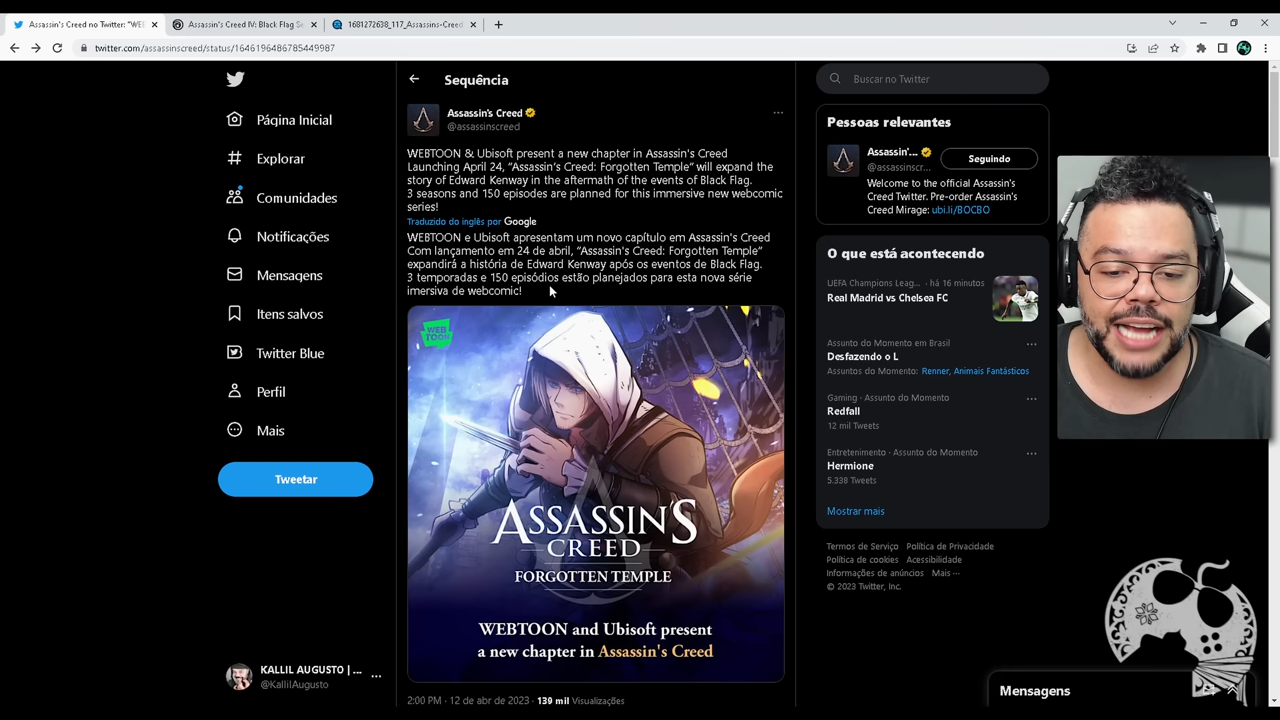 Assassin's Creed no Twitter: "WE
Assassin's Creed IV: Black Flag Se
1681272638_117_Assassins-Creed
twitter.com/assassinscreed/status/1646196486785449987
Página Inicial
Explorar
Comunidades
Notificações
Mensagens
Itens salvos
Twitter Blue
Perfil
Mais
Tweetar
KALLIL AUGUSTO | ...
@KallilAugusto
Sequência
Assassin's Creed
@assassinscreed
WEBTOON & Ubisoft present a new chapter in Assassin's Creed
Launching April 24, “Assassin’s Creed: Forgotten Temple” will expand the
story of Edward Kenway in the aftermath of the events of Black Flag.
3 seasons and 150 episodes are planned for this immersive new webcomic
series!
Traduzido do inglês por Google
WEBTOON e Ubisoft apresentam um novo capítulo em Assassin's Creed
Com lançamento em 24 de abril, “Assassin’s Creed: Forgotten Temple”
expandirá a história de Edward Kenway após os eventos de Black Flag.
3 temporadas e 150 episódios estão planejados para esta nova série
imersiva de webcomic!
WEB
TOON
ASSASSIN'S
CREED
FORGOTTEN TEMPLE
WEBTOON and Ubisoft present
a new chapter in Assassin's Creed
2:00 PM · 12 de abr de 2023 · 139 mil Visualizações
Buscar no Twitter
Pessoas relevantes
Assassin'...
@assassinscr...
Seguindo
Welcome to the official Assassin's
Creed Twitter. Pre-order Assassin's
Creed Mirage: ubi.li/BOCBO
O que está acontecendo
UEFA Champions Leag... · há 16 minutos
Real Madrid vs Chelsea FC
Assunto do Momento em Brasil
Desfazendo o L
Assuntos do Momento: Renner, Animais Fantásticos
Gaming · Assunto do Momento
Redfall
12 mil Tweets
Entretenimento · Assunto do Momento
Hermione
5.338 Tweets
Mostrar mais
Termos de Serviço Política de Privacidade
Política de cookies Acessibilidade
Informações de anúncios Mais ···
© 2023 Twitter, Inc.
Mensagens